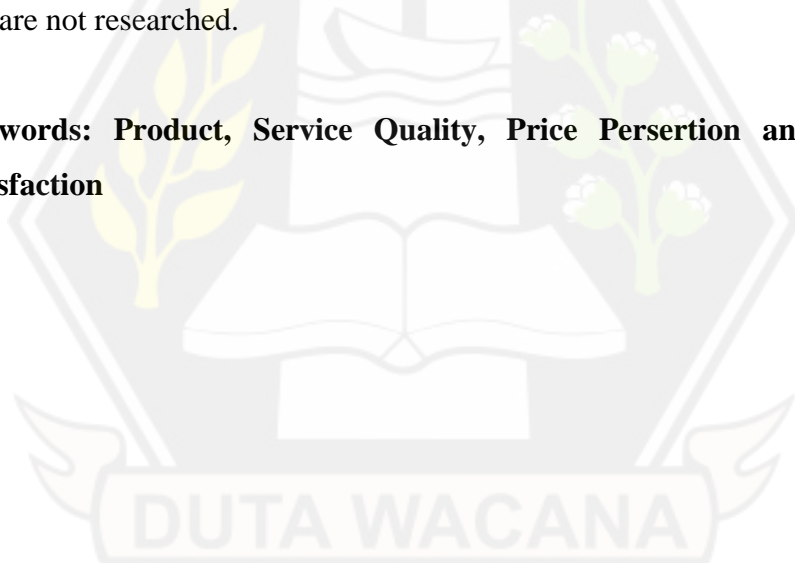 are not researched.
words: Product, Service Quality, Price Persertion an
sfaction
DUTA WACANA